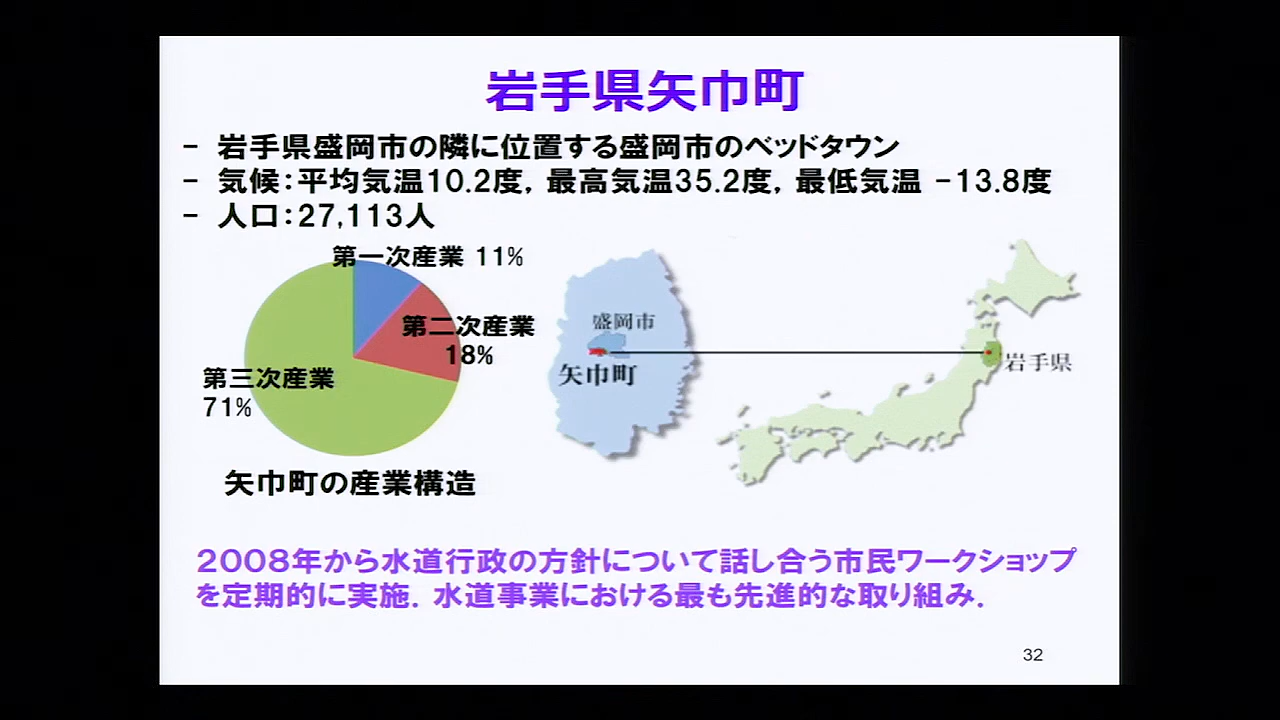 岩手県矢巾町
- 岩手県盛岡市の隣に位置する盛岡市のベッドタウン
- 気候：平均気温10.2度，最高気温35.2度，最低気温 -13.8度
- 人口：27,113人
第一次産業 11%
第二次産業
18%
第三次産業
71%
矢巾町の産業構造
盛岡市
矢巾町
岩手県
２００８年から水道行政の方針について話し合う市民ワークショップ
を定期的に実施．水道事業における最も先進的な取り組み．
32